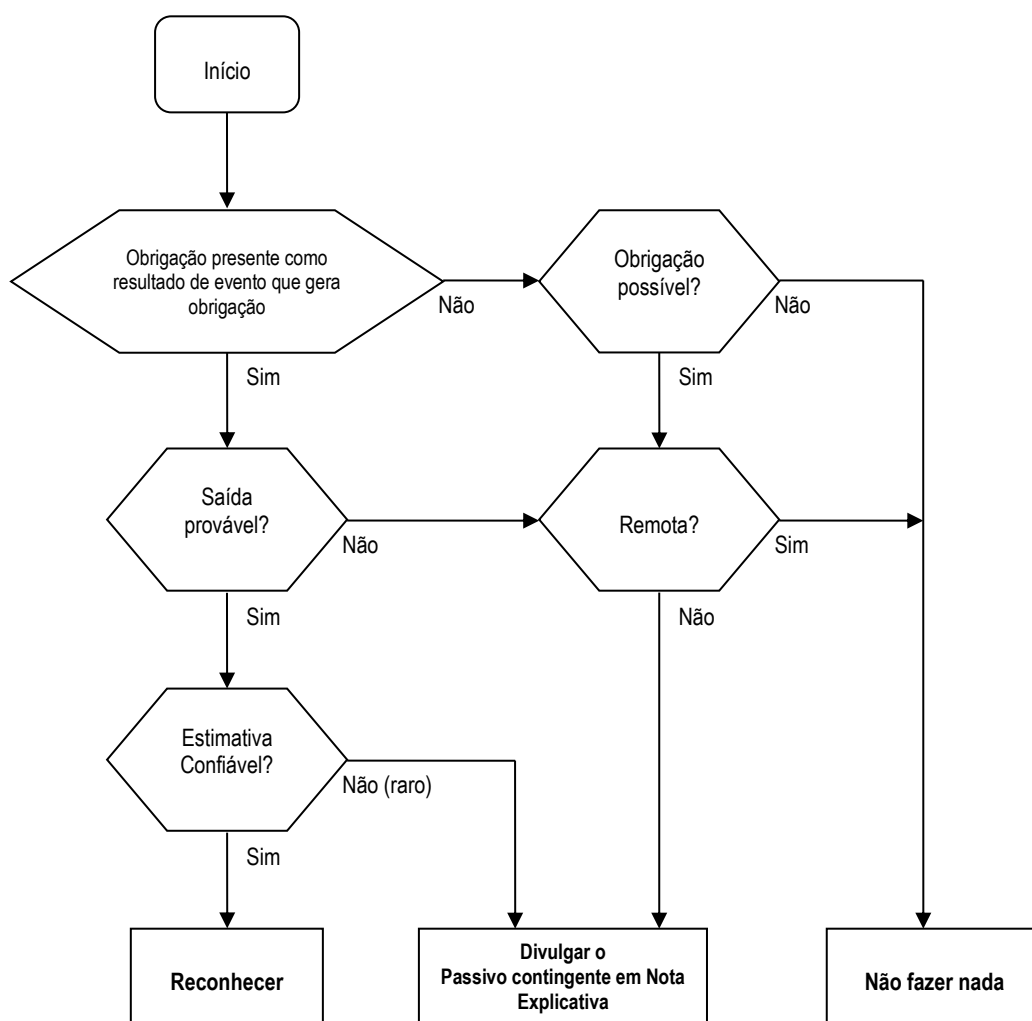 Início
Obrigação presente como
resultado de evento que gera
obrigação
Não
Obrigação
possível?
Não
Sim
Sim
Saída
provável?
Não
Remota?
Sim
Sim
Não
Estimativa
Confiável?
Não (raro)
Sim
Reconhecer
Divulgar o
Passivo contingente em Nota
Explicativa
Não fazer nada